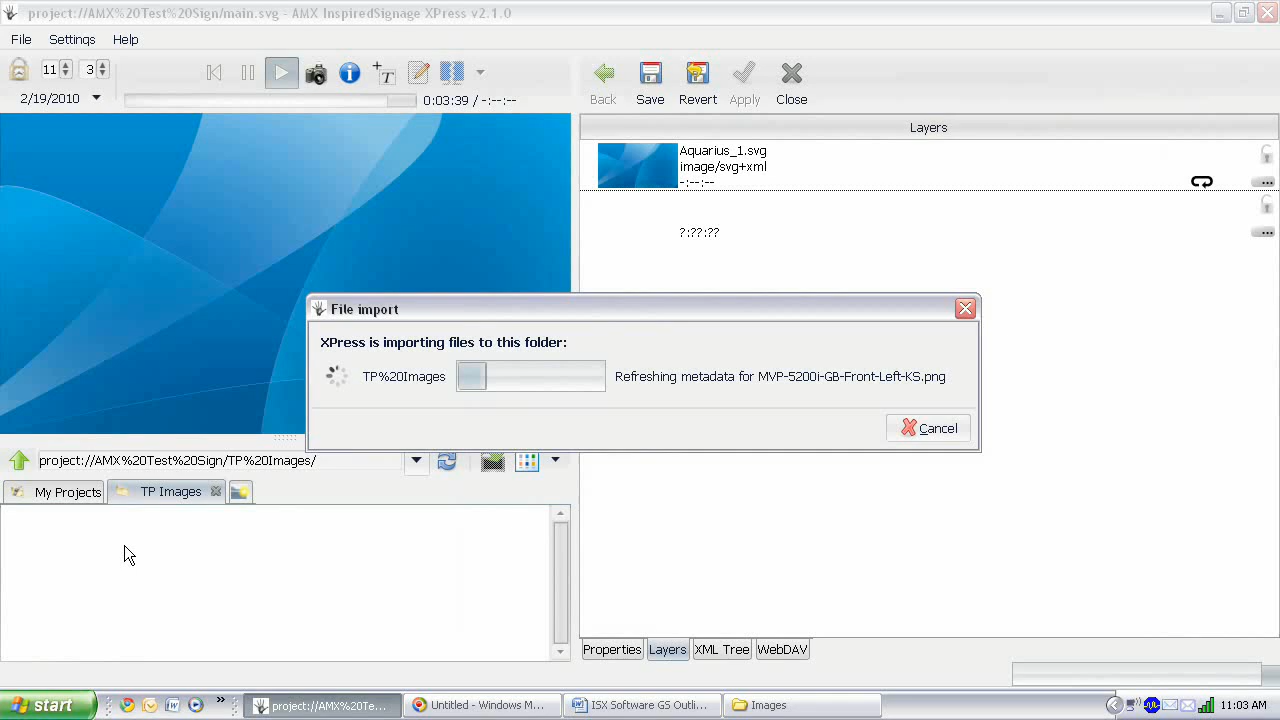 project://AMX%20Test%20Sign/main.svg - AMX InspiredSignage XPress v2.1.0
File Settings Help
11 3
2/19/2010
0:03:39 / -:--:--
Back Save Revert Apply Close
Layers
Aquarius_1.svg
image/svg+xml
-:--:--
?:??:??
File import
XPress is importing files to this folder:
TP%20Images Refreshing metadata for MVP-5200i-GB-Front-Left-KS.png
Cancel
project://AMX%20Test%20Sign/TP%20Images/
My Projects TP Images
Properties Layers XML Tree WebDAV
start project://AMX%20Te... Untitled - Windows M... ISX Software GS Outli... Images 11:03 AM